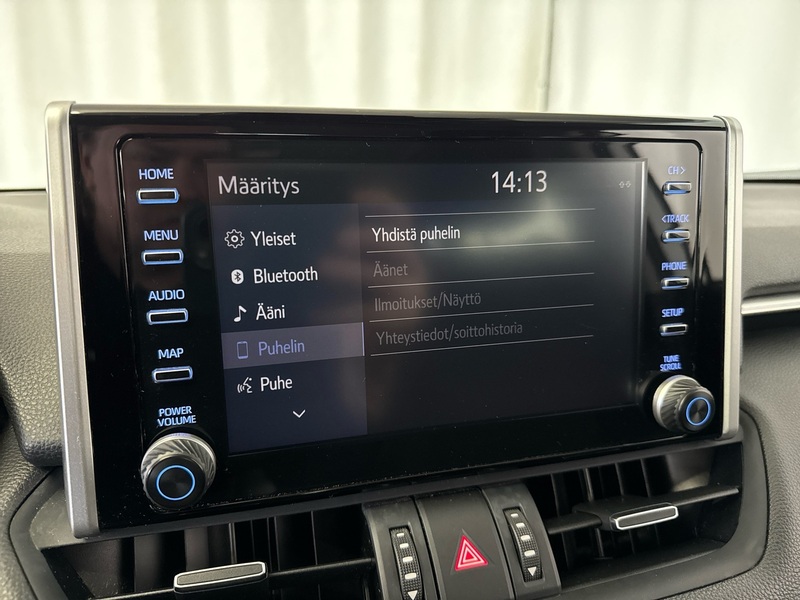 HOME
MENU
AUDIO
MAP
POWER
VOLUME
Määritys
14:13
Yleiset
Bluetooth
Ääni
Puhelin
Puhe
Yhdistä puhelin
Äänet
Ilmoitukset/Näyttö
Yhteystiedot/soittohistoria
CH>
<TRACK
PHONE
SETUP
TUNE
SCROLL